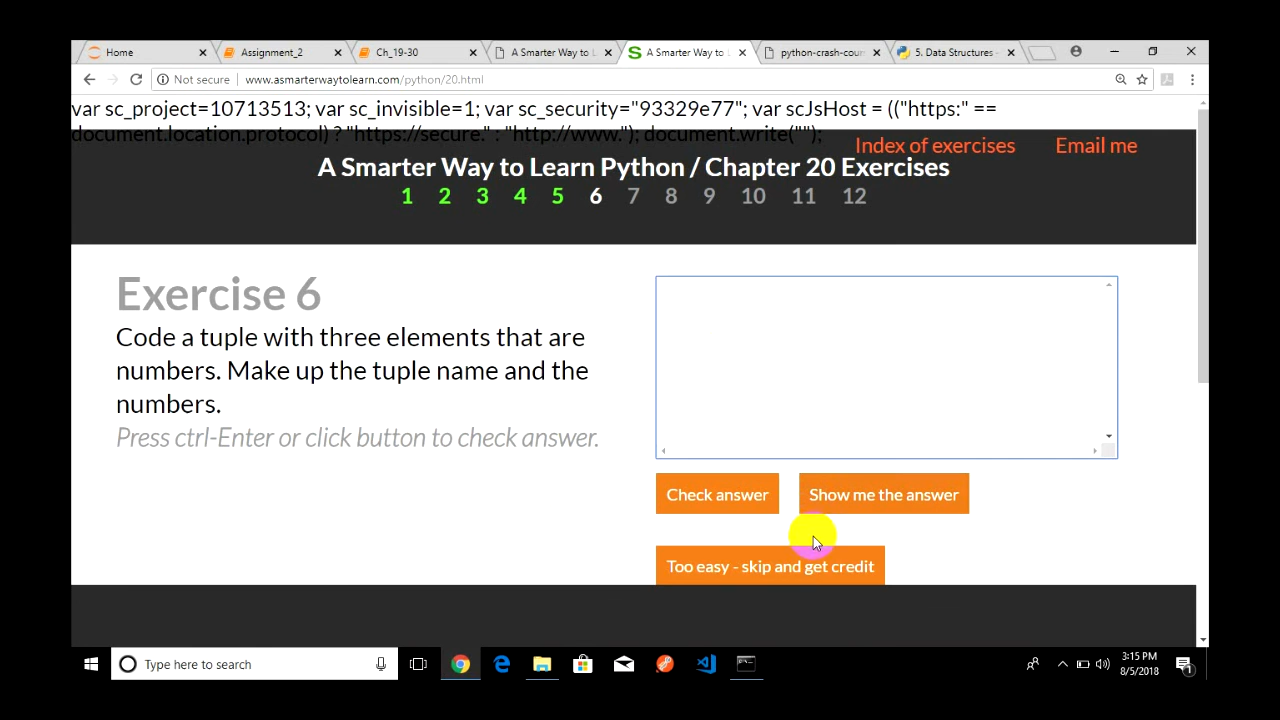 Home
Assignment_2
Ch_19-30
A Smarter Way to L
A Smarter Way to
python-crash-cour
5. Data Structures -
Not secure | www.asmarterwaytolearn.com/python/20.html
var sc_project=10713513; var sc_invisible=1; var sc_security="93329e77"; var scJsHost = (("https:" ==
document.location.protocol) ? "https://secure." : "http://www."); document.write("");
Index of exercises
Email me
A Smarter Way to Learn Python / Chapter 20 Exercises
1 2 3 4 5 6 7 8 9 10 11 12
Exercise 6
Code a tuple with three elements that are
numbers. Make up the tuple name and the
numbers.
Press ctrl-Enter or click button to check answer.
Check answer
Show me the answer
Too easy - skip and get credit
Type here to search
3:15 PM
8/5/2018
1